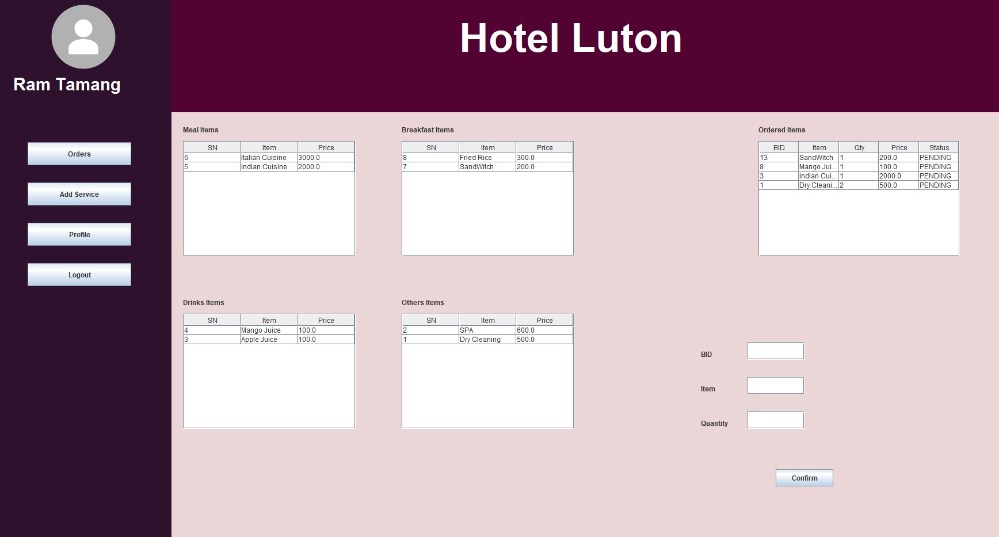 Hotel Luton
Ram Tamang
Orders
Add Service
Profile
Logout
Meal Items
SN Item Price
6 Italian Cuisine 3000.0
5 Indian Cuisine 2000.0
Breakfast Items
SN Item Price
8 Fried Rice 300.0
7 SandWitch 200.0
Ordered Items
BID Item Qty Price Status
13 SandWitch 1 200.0 PENDING
8 Mango Jui... 1 100.0 PENDING
3 Indian Cui... 1 2000.0 PENDING
1 Dry Cleani... 2 500.0 PENDING
Drinks Items
SN Item Price
4 Mango Juice 100.0
3 Apple Juice 100.0
Others Items
SN Item Price
2 SPA 600.0
1 Dry Cleaning 500.0
BID
Item
Quantity
Confirm